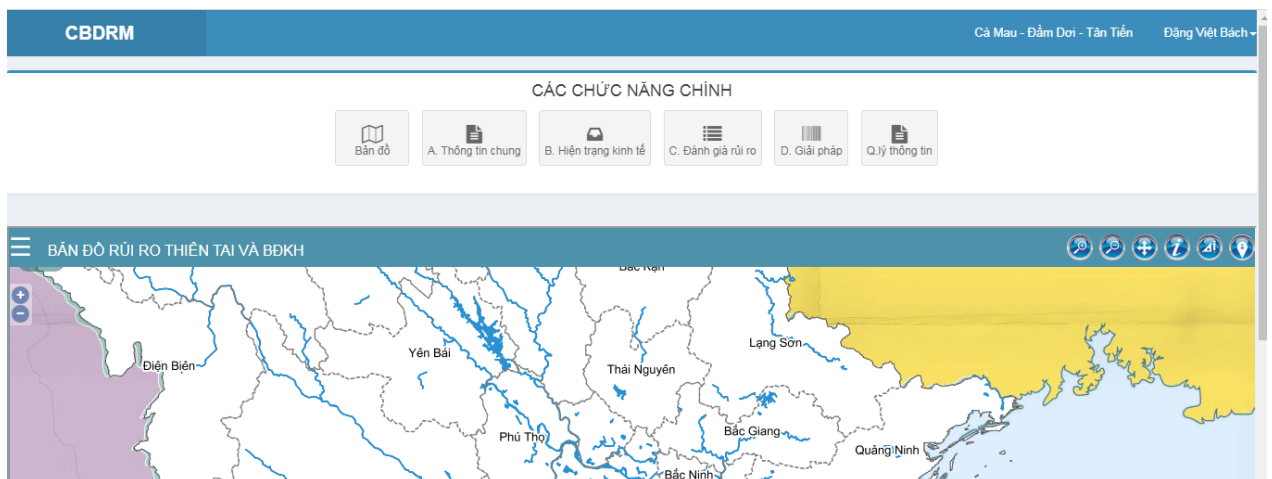 CBDRM
Cà Mau - Đầm Dơi - Tân Tiến
Đặng Việt Bách
CÁC CHỨC NĂNG CHÍNH
Bản đồ
A. Thông tin chung
B. Hiện trạng kinh tế
C. Đánh giá rủi ro
D. Giải pháp
Q.lý thông tin
BẢN ĐỒ RỦI RO THIÊN TAI VÀ BĐKH
Bắc Kạn
Lạng Sơn
Yên Bái
Điện Biên
Thái Nguyên
Phú Thọ
Bắc Giang
Quảng Ninh
Bắc Ninh